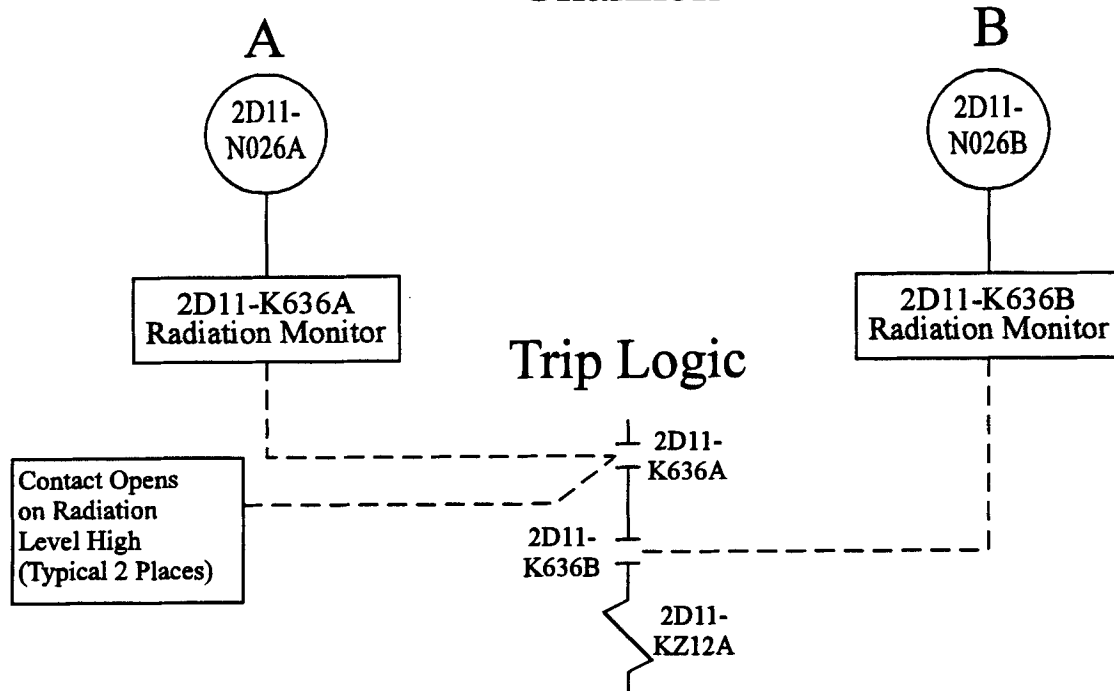 A
B
2D11-
N026A
2D11-
N026B
2D11-K636A
Radiation Monitor
2D11-K636B
Radiation Monitor
Trip Logic
2D11-
K636A
Contact Opens
on Radiation
Level High
(Typical 2 Places)
2D11-
K636B
2D11-
KZ12A